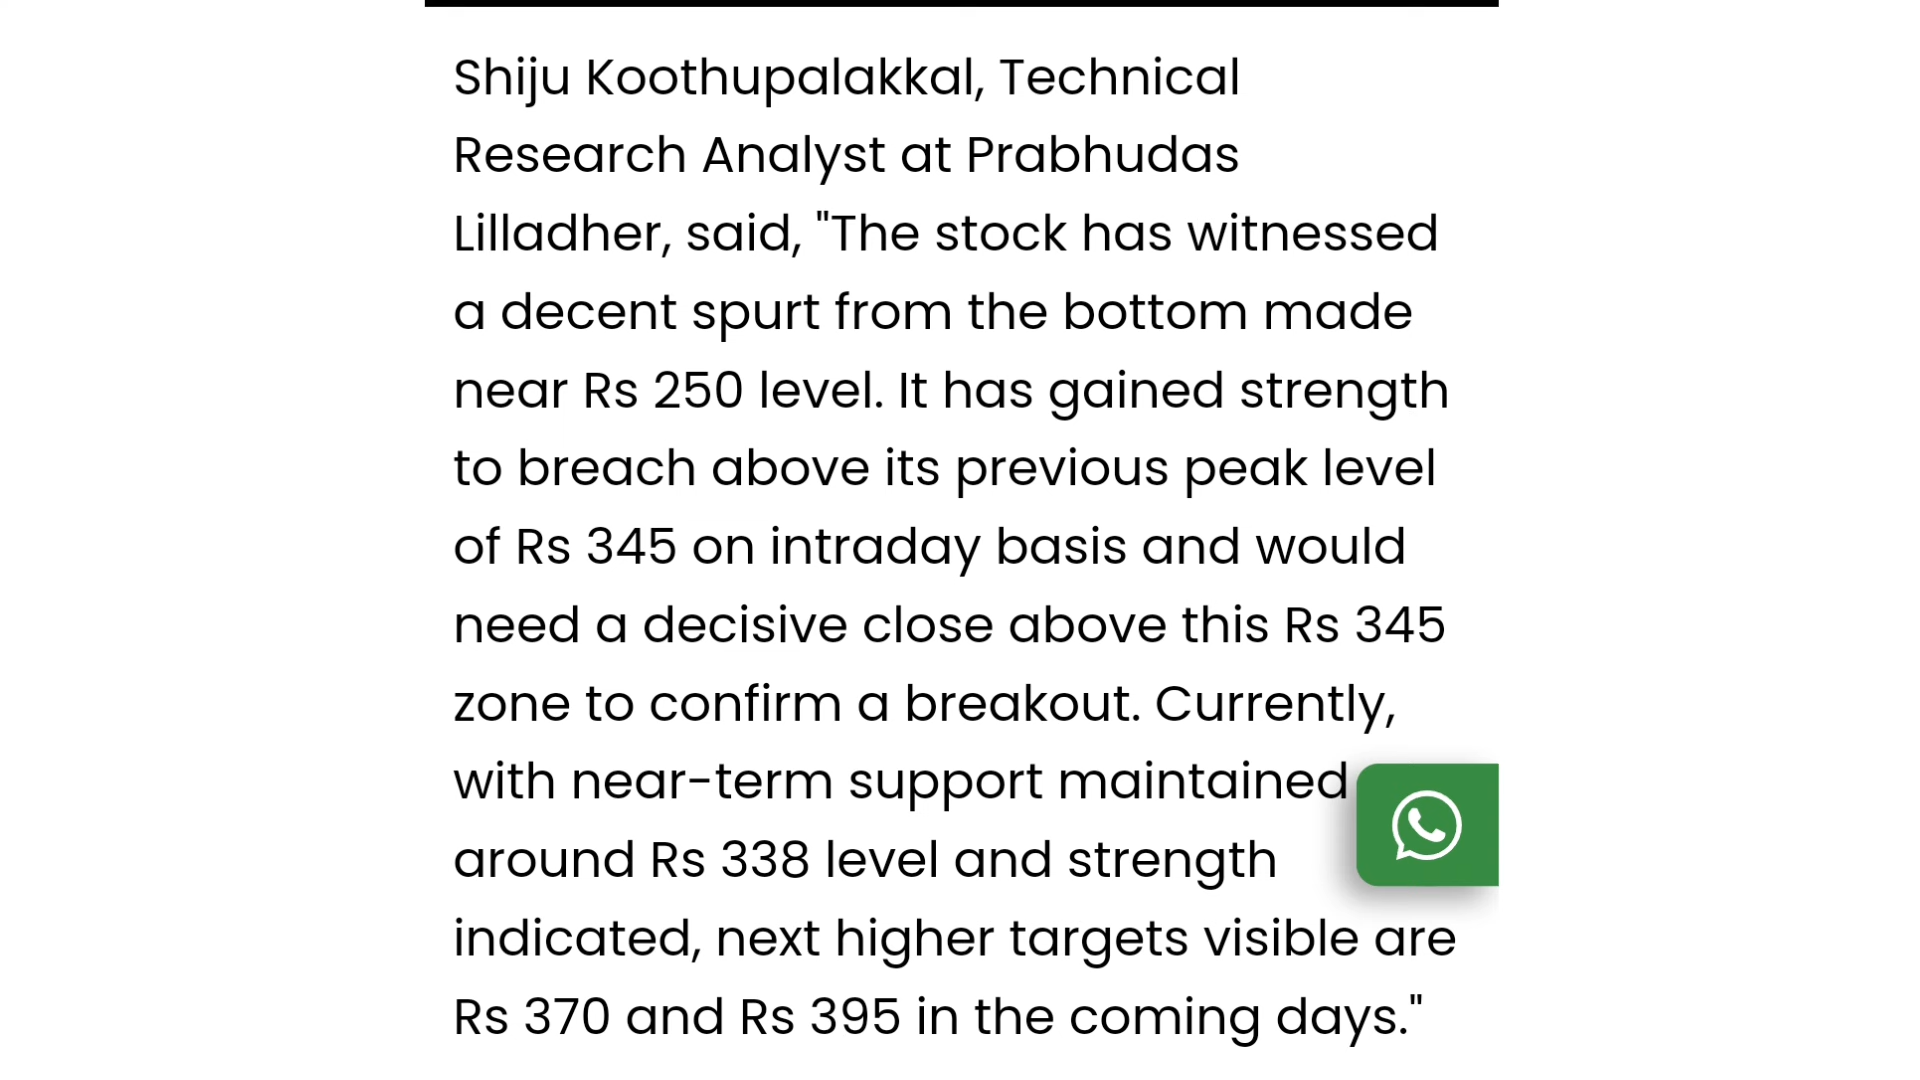 Shiju Koothupalakkal, Technical
Research Analyst at Prabhudas
Lilladher, said, "The stock has witnessed
a decent spurt from the bottom made
near Rs 250 level. It has gained strength
to breach above its previous peak level
of Rs 345 on intraday basis and would
need a decisive close above this Rs 345
zone to confirm a breakout. Currently,
with near-term support maintained
around Rs 338 level and strength
indicated, next higher targets visible are
Rs 370 and Rs 395 in the coming days."